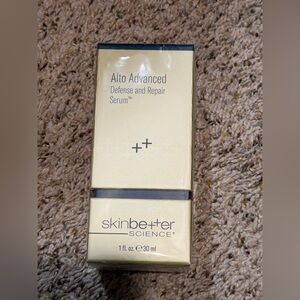 Alto Advanced
Defense and Repair
Serum™
++
skinbetter
SCIENCE®
1 fl. oz. ℮ 30 ml